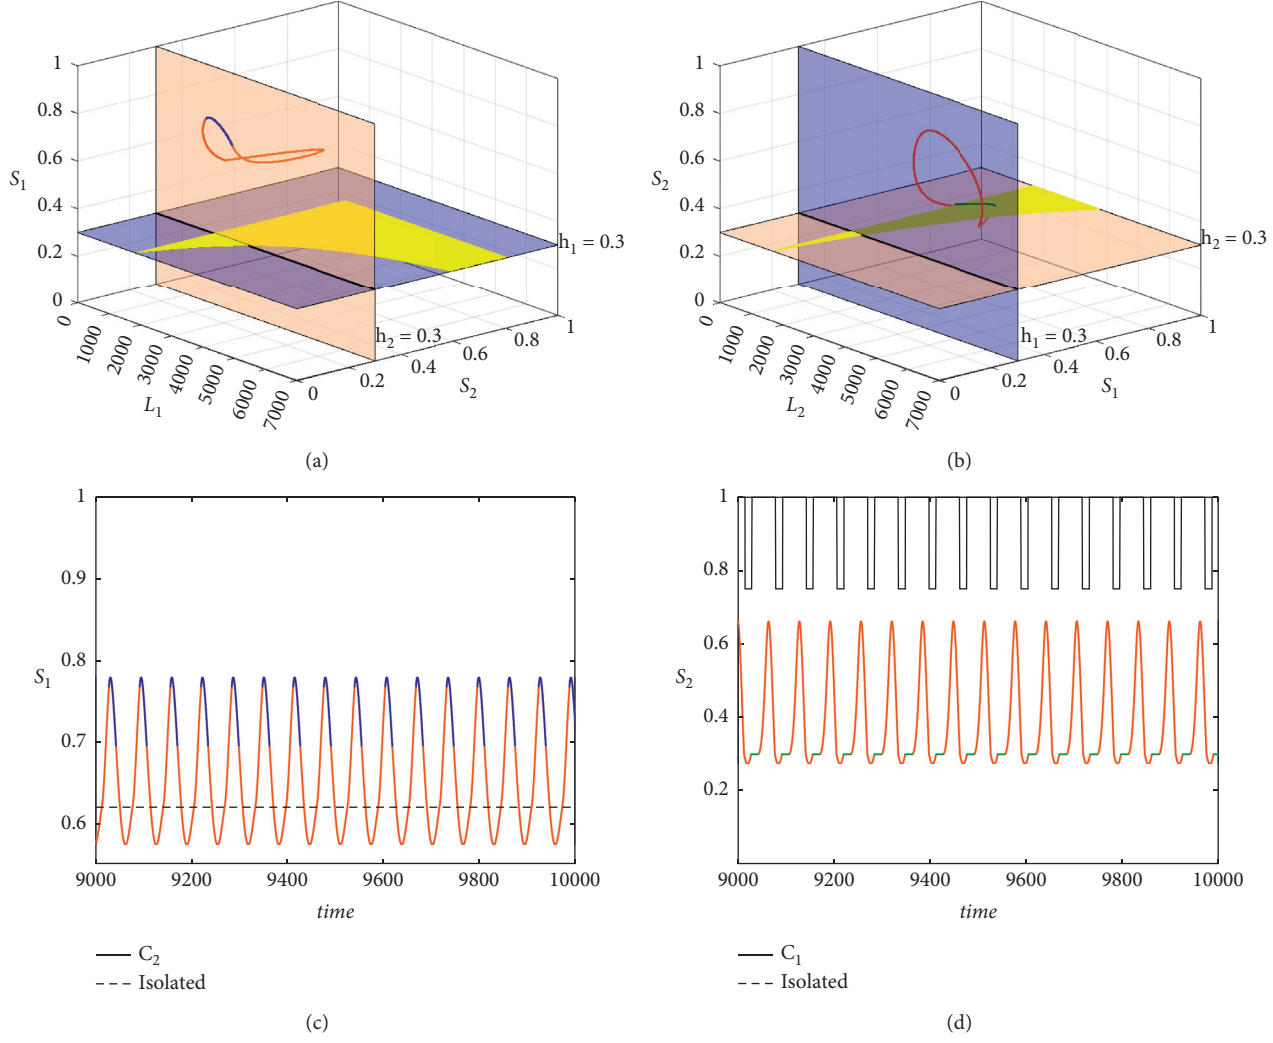 1
0.8
0.6
S1
0.4
0.2
0
h1 = 0.3
h2 = 0.3
0
1000
2000
3000
4000
5000
6000
7000
L1
0
0.2
0.4
0.6
0.8
1
S2
(a)
1
0.8
0.6
S2
0.4
0.2
0
h2 = 0.3
h1 = 0.3
0
1000
2000
3000
4000
5000
6000
7000
L2
0
0.2
0.4
0.6
0.8
1
S1
(b)
1
0.9
0.8
S1
0.7
0.6
9000 9200 9400 9600 9800 10000
time
C2
Isolated
(c)
1
0.8
0.6
S2
0.4
0.2
9000 9200 9400 9600 9800 10000
time
C1
Isolated
(d)